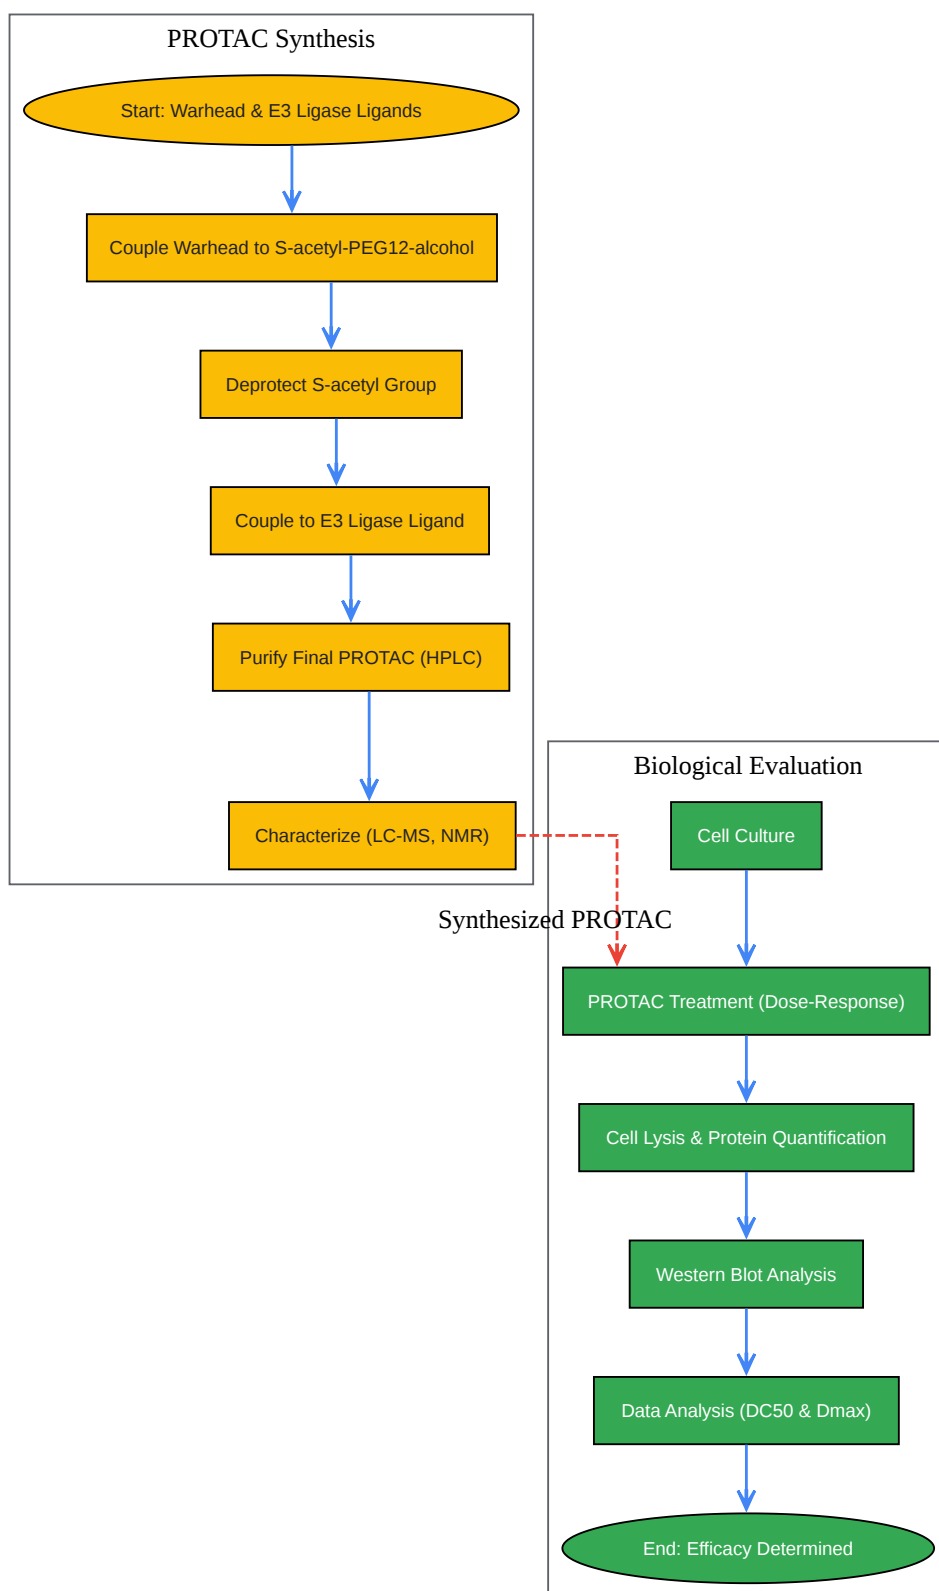 PROTAC Synthesis
Start: Warhead & E3 Ligase Ligands
Couple Warhead to S-acetyl-PEG12-alcohol
Deprotect S-acetyl Group
Couple to E3 Ligase Ligand
Purify Final PROTAC (HPLC)
Characterize (LC-MS, NMR)
Synthesized PROTAC
Biological Evaluation
Cell Culture
PROTAC Treatment (Dose-Response)
Cell Lysis & Protein Quantification
Western Blot Analysis
Data Analysis (DC50 & Dmax)
End: Efficacy Determined